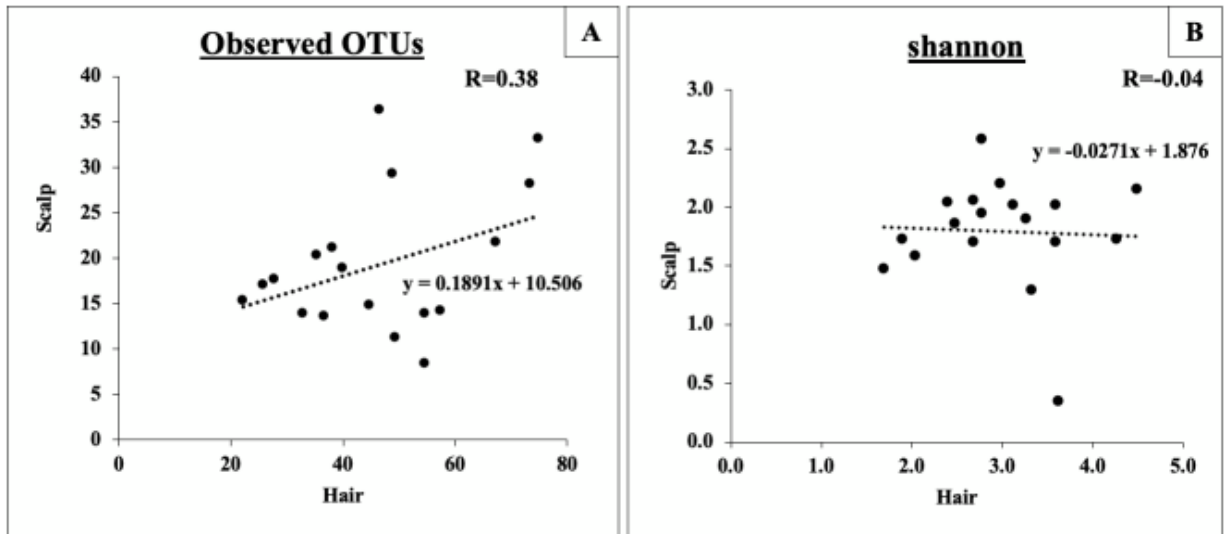 Observed OTUs
A
R=0.38
40
35
30
25
20
15
10
5
0
Scalp
y = 0.1891x + 10.506
0 20 40 60 80
Hair
shannon
B
R=-0.04
3.0
2.5
2.0
1.5
1.0
0.5
0.0
Scalp
y = -0.0271x + 1.876
0.0 1.0 2.0 3.0 4.0 5.0
Hair